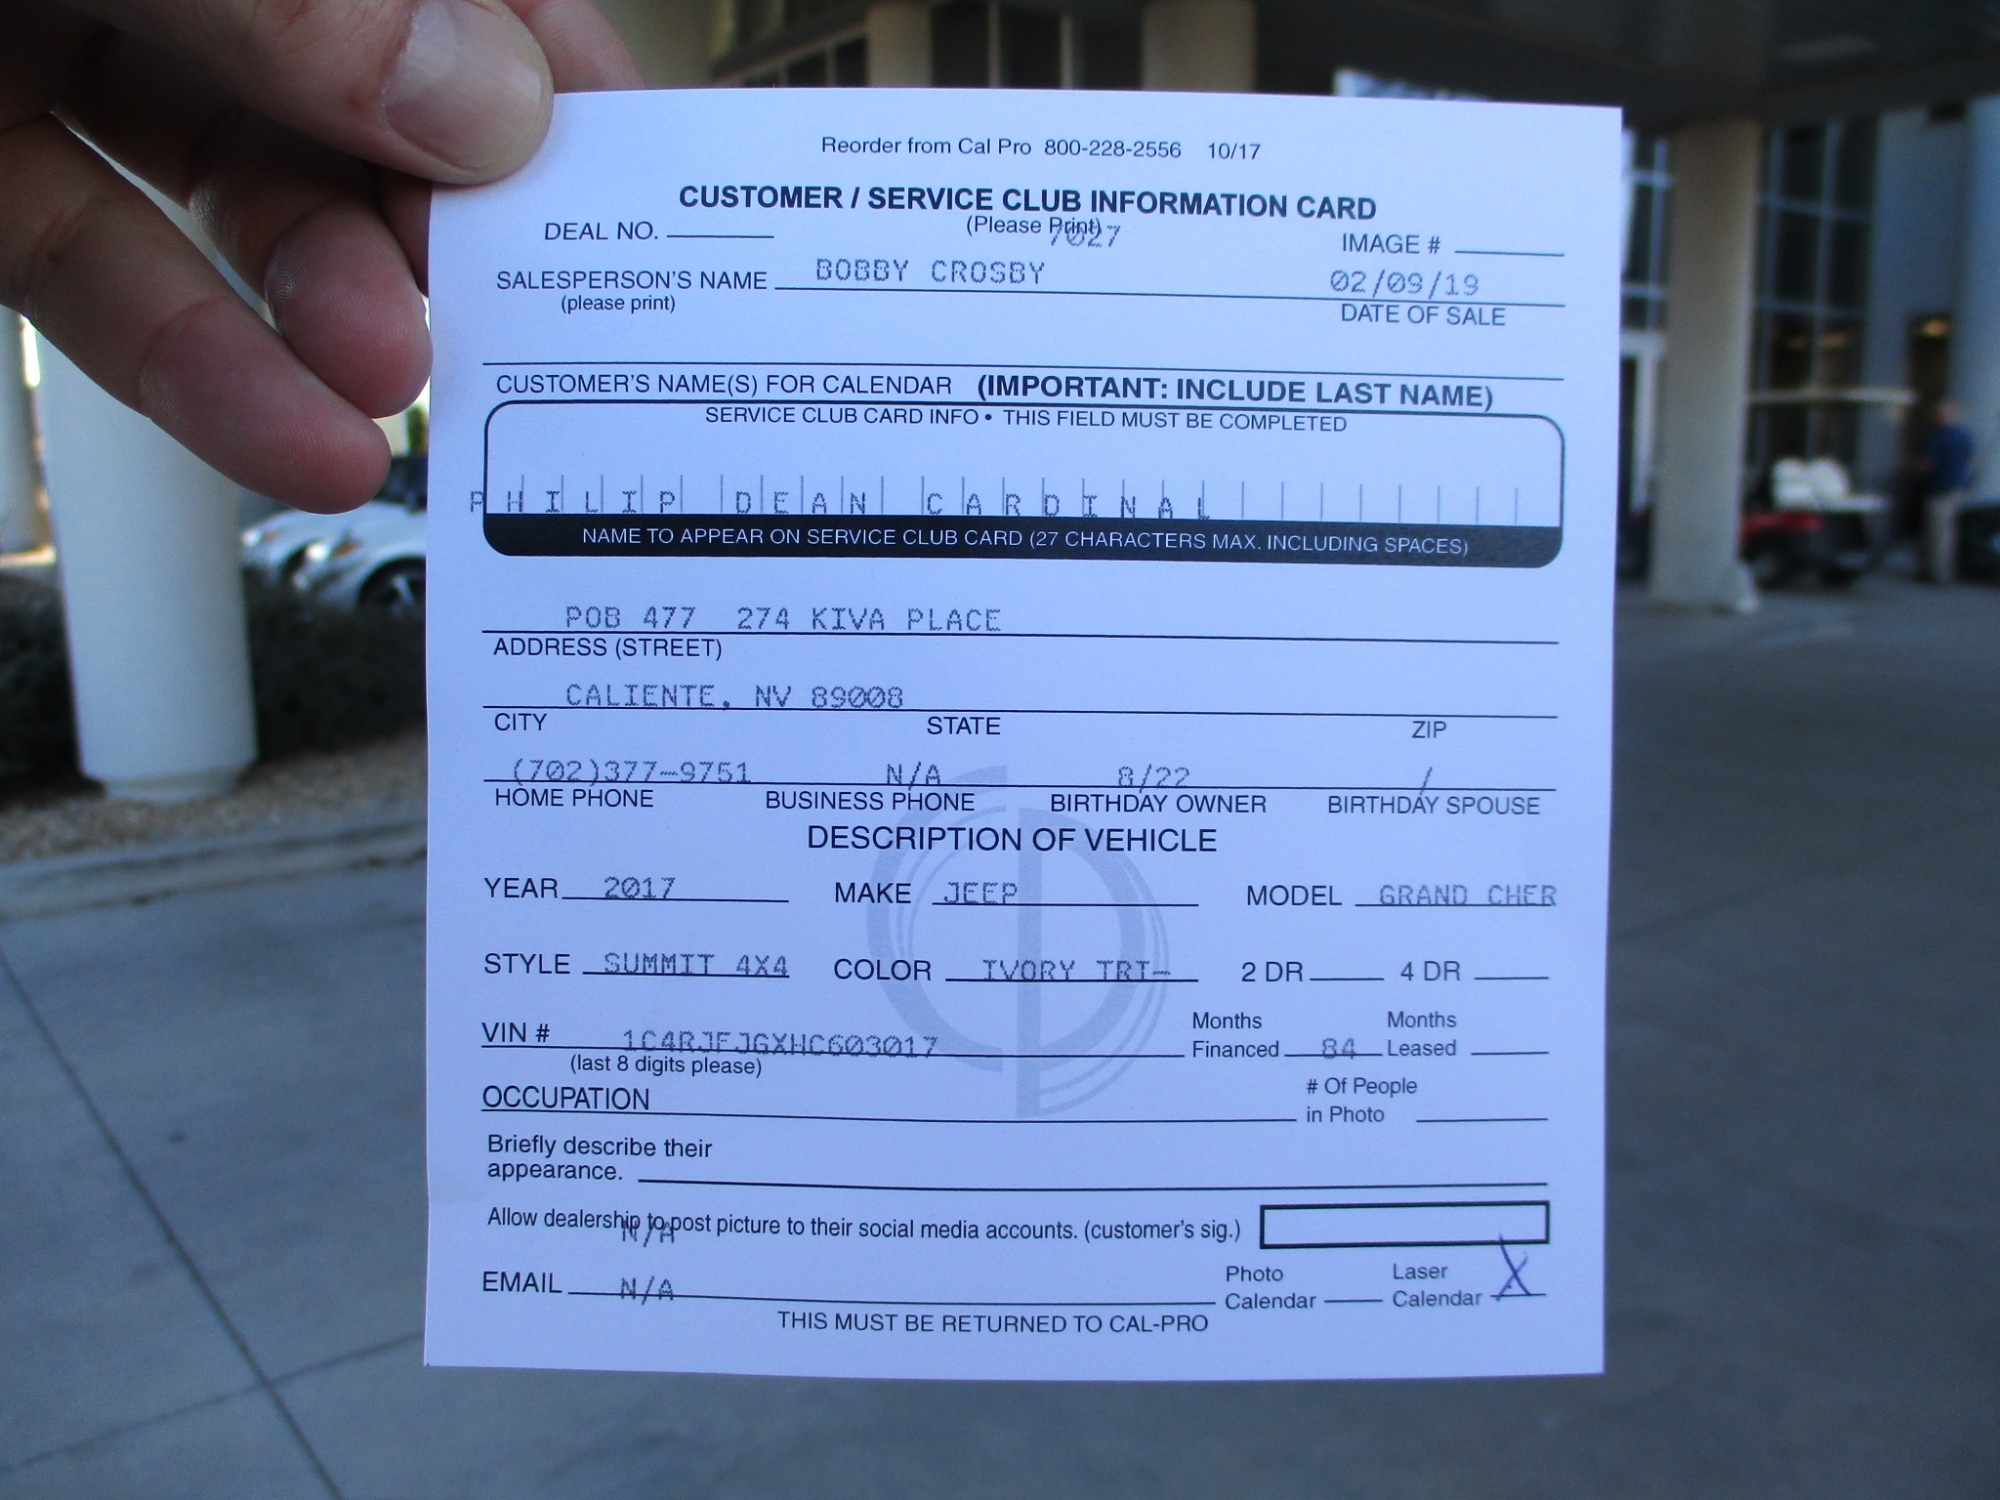 Reorder from Cal Pro 800-228-2556 10/17
CUSTOMER / SERVICE CLUB INFORMATION CARD
(Please Print)
7027
DEAL NO.
IMAGE #
SALESPERSON'S NAME BOBBY CROSBY 02/09/19
(please print) DATE OF SALE
CUSTOMER'S NAME(S) FOR CALENDAR (IMPORTANT: INCLUDE LAST NAME)
SERVICE CLUB CARD INFO • THIS FIELD MUST BE COMPLETED
PHILIP DEAN CARDINAL
NAME TO APPEAR ON SERVICE CLUB CARD (27 CHARACTERS MAX. INCLUDING SPACES)
POB 477 274 KIVA PLACE
ADDRESS (STREET)
CALIENTE, NV 89008
CITY STATE ZIP
(702)377-9751 N/A 8/22 /
HOME PHONE BUSINESS PHONE BIRTHDAY OWNER BIRTHDAY SPOUSE
DESCRIPTION OF VEHICLE
YEAR 2017 MAKE JEEP MODEL GRAND CHER
STYLE SUMMIT 4X4 COLOR IVORY TRI- 2 DR 4 DR
VIN # 1C4RJFJGXHC603017 Months Financed 84 Months Leased
(last 8 digits please)
OCCUPATION # Of People in Photo
Briefly describe their
appearance.
Allow dealership to post picture to their social media accounts. (customer's sig.)
N/A
EMAIL N/A Photo Calendar Laser Calendar X
THIS MUST BE RETURNED TO CAL-PRO